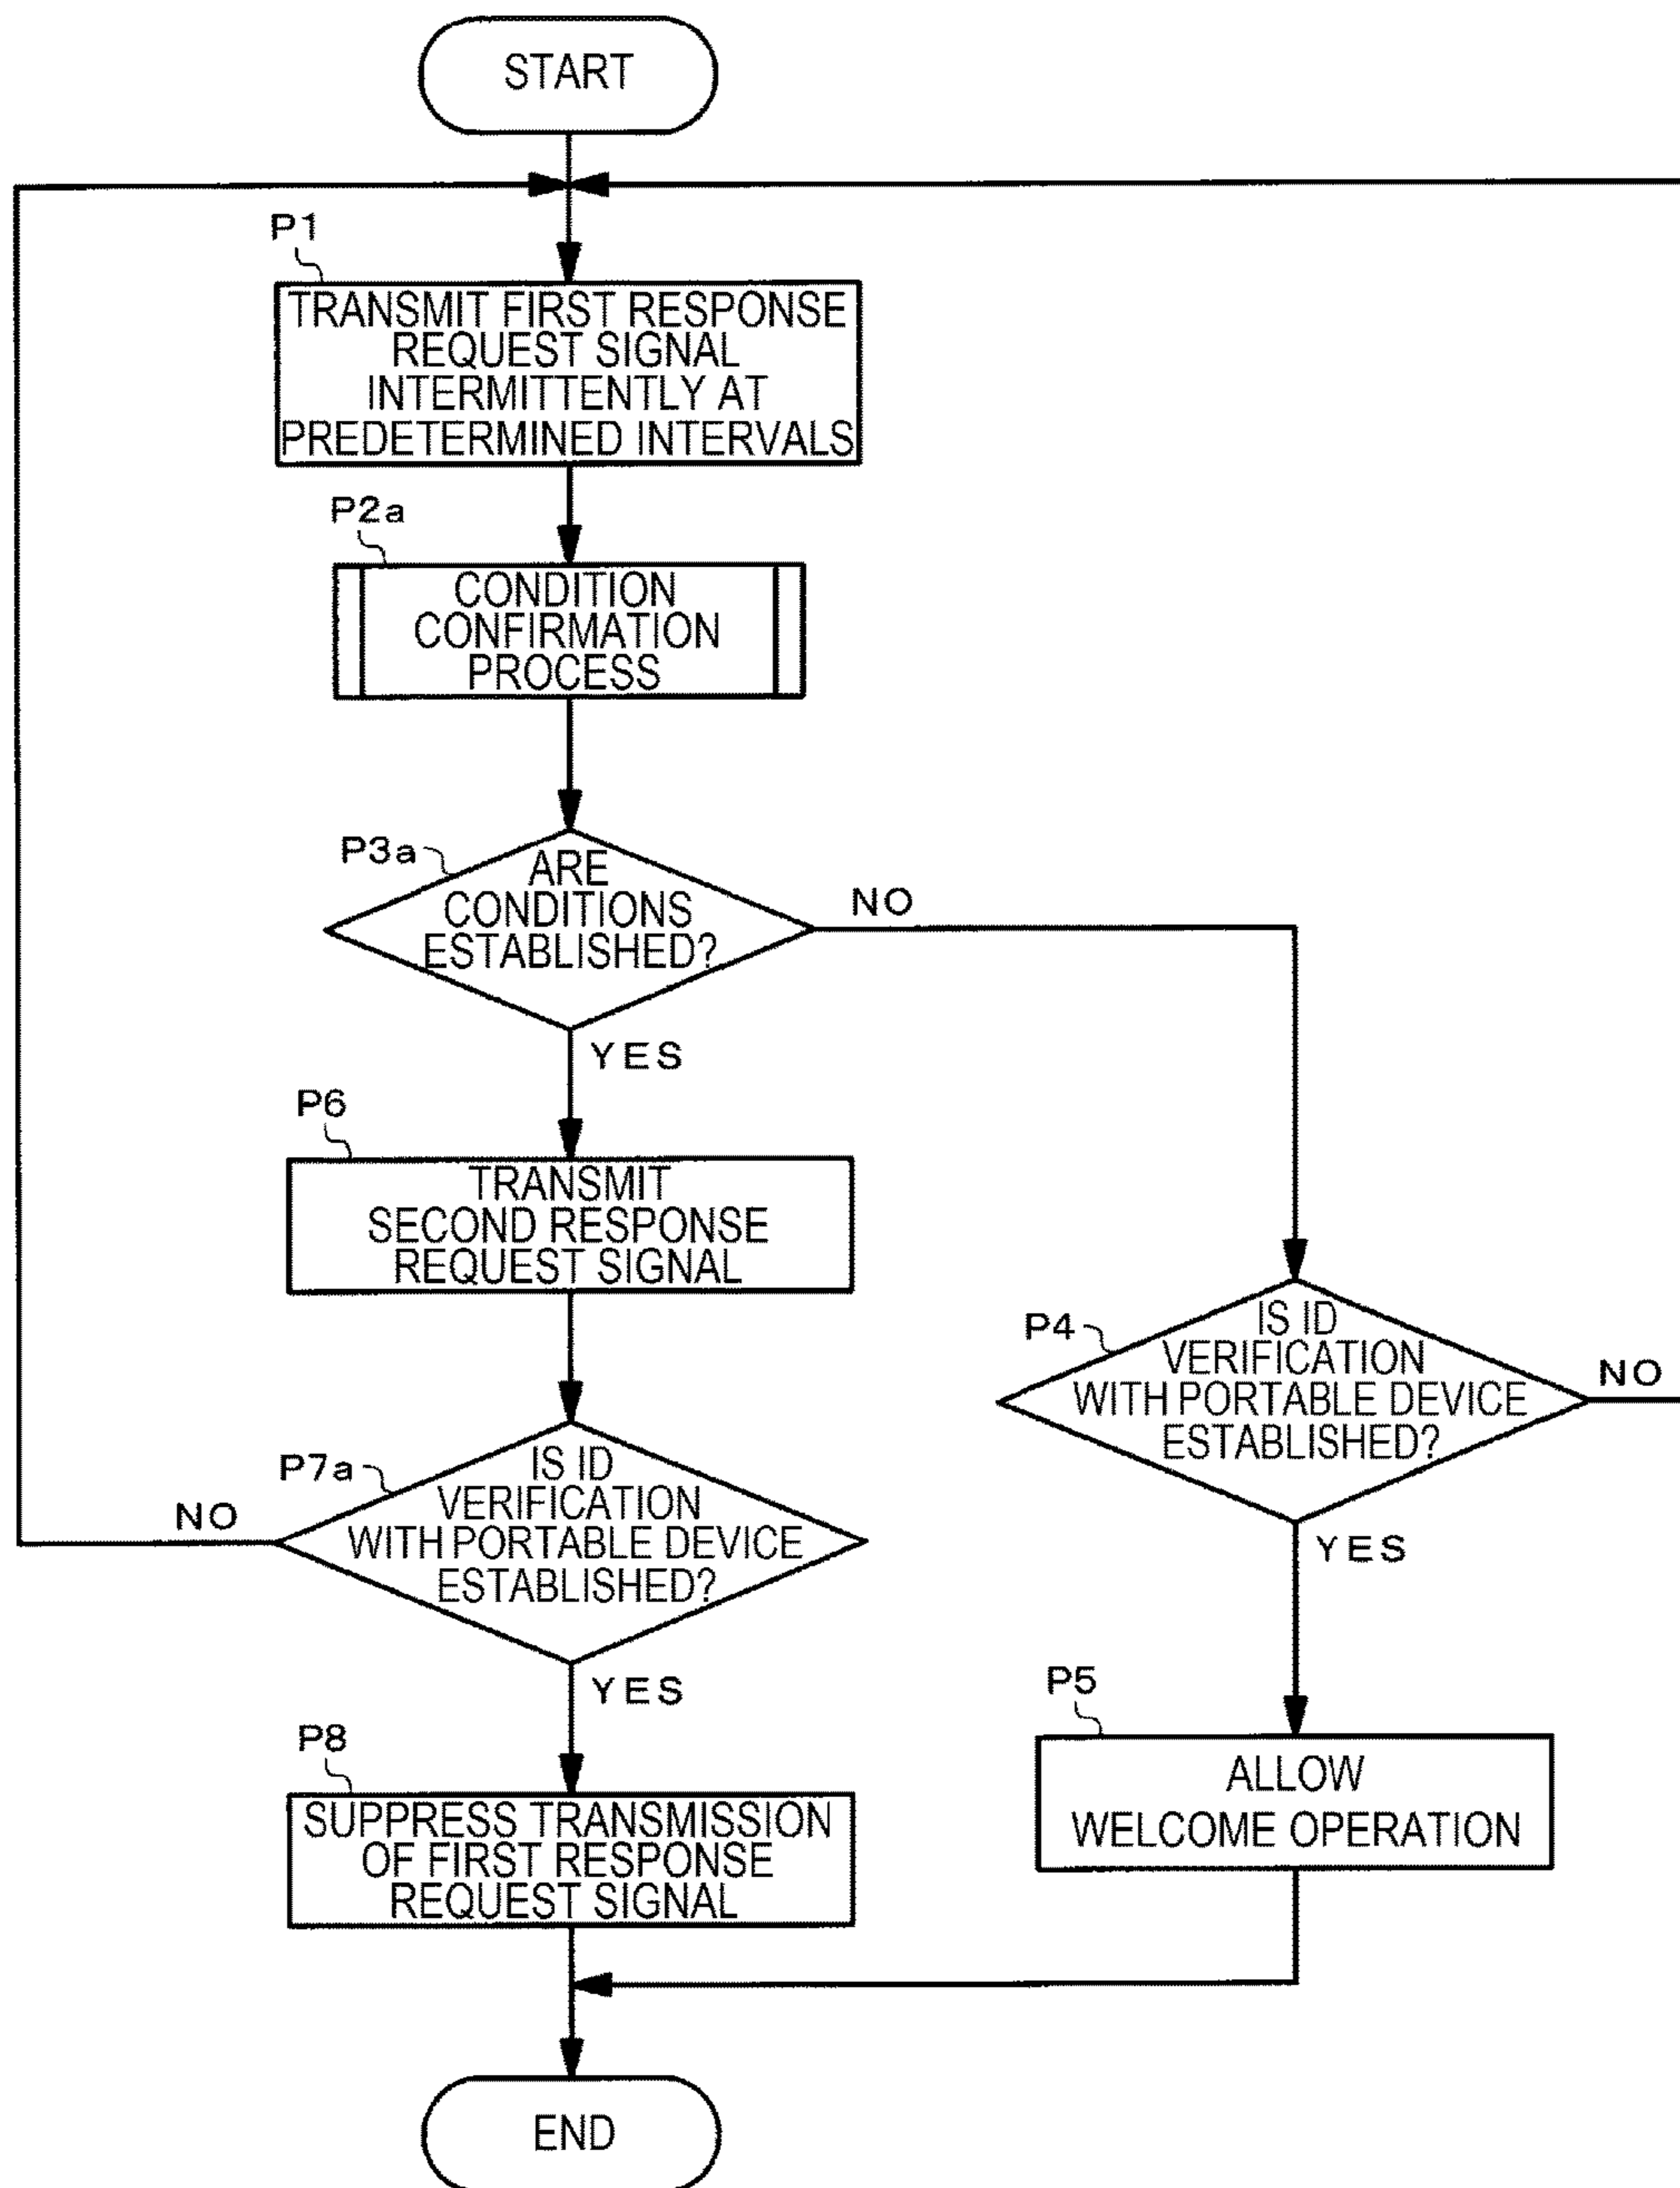 START
P1
TRANSMIT FIRST RESPONSE
REQUEST SIGNAL
INTERMITTENTLY AT
PREDETERMINED INTERVALS
P2a
CONDITION
CONFIRMATION
PROCESS
P3a
ARE
CONDITIONS
ESTABLISHED?
NO
YES
P6
TRANSMIT
SECOND RESPONSE
REQUEST SIGNAL
P4
IS ID
VERIFICATION
WITH PORTABLE DEVICE
ESTABLISHED?
NO
YES
P7a
IS ID
VERIFICATION
WITH PORTABLE DEVICE
ESTABLISHED?
NO
YES
P5
ALLOW
WELCOME OPERATION
P8
SUPPRESS TRANSMISSION
OF FIRST RESPONSE
REQUEST SIGNAL
END